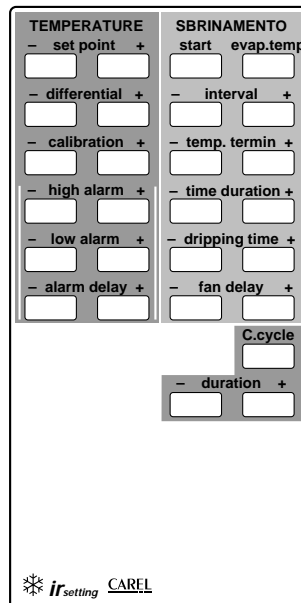 TEMPERATURE
– set point +
– differential +
– calibration +
– high alarm +
– low alarm +
– alarm delay +
SBRINAMENTO
start evap.temp
– interval +
– temp. termin +
– time duration +
– dripping time +
– fan delay +
C.cycle
– duration +
ir setting CAREL